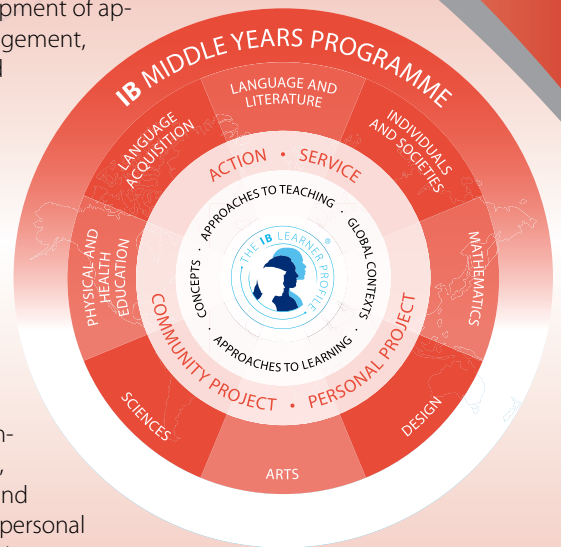 pment of ap-
gement,
IB MIDDLE YEARS PROGRAMME
LANGUAGE AND
LITERATURE
INDIVIDUALS
AND SOCIETIES
MATHEMATICS
DESIGN
ARTS
SCIENCES
PHYSICAL AND
HEALTH
EDUCATION
LANGUAGE
ACQUISITION
ACTION • SERVICE
PERSONAL PROJECT
•
COMMUNITY PROJECT
APPROACHES TO TEACHING ·
GLOBAL CONTEXTS ·
APPROACHES TO LEARNING ·
CONCEPTS ·
THE IB LEARNER PROFILE ®
n-
,
nd
personal